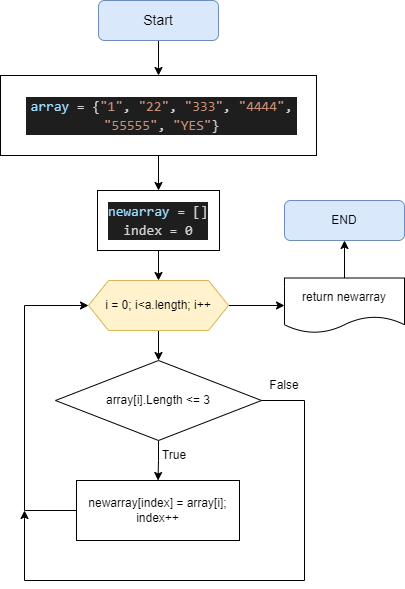 Start
array = {"1", "22", "333", "4444",
"55555", "YES"}
newarray = []
index = 0
END
i = 0; i<a.length; i++
return newarray
array[i].Length <= 3
False
True
newarray[index] = array[i];
index++